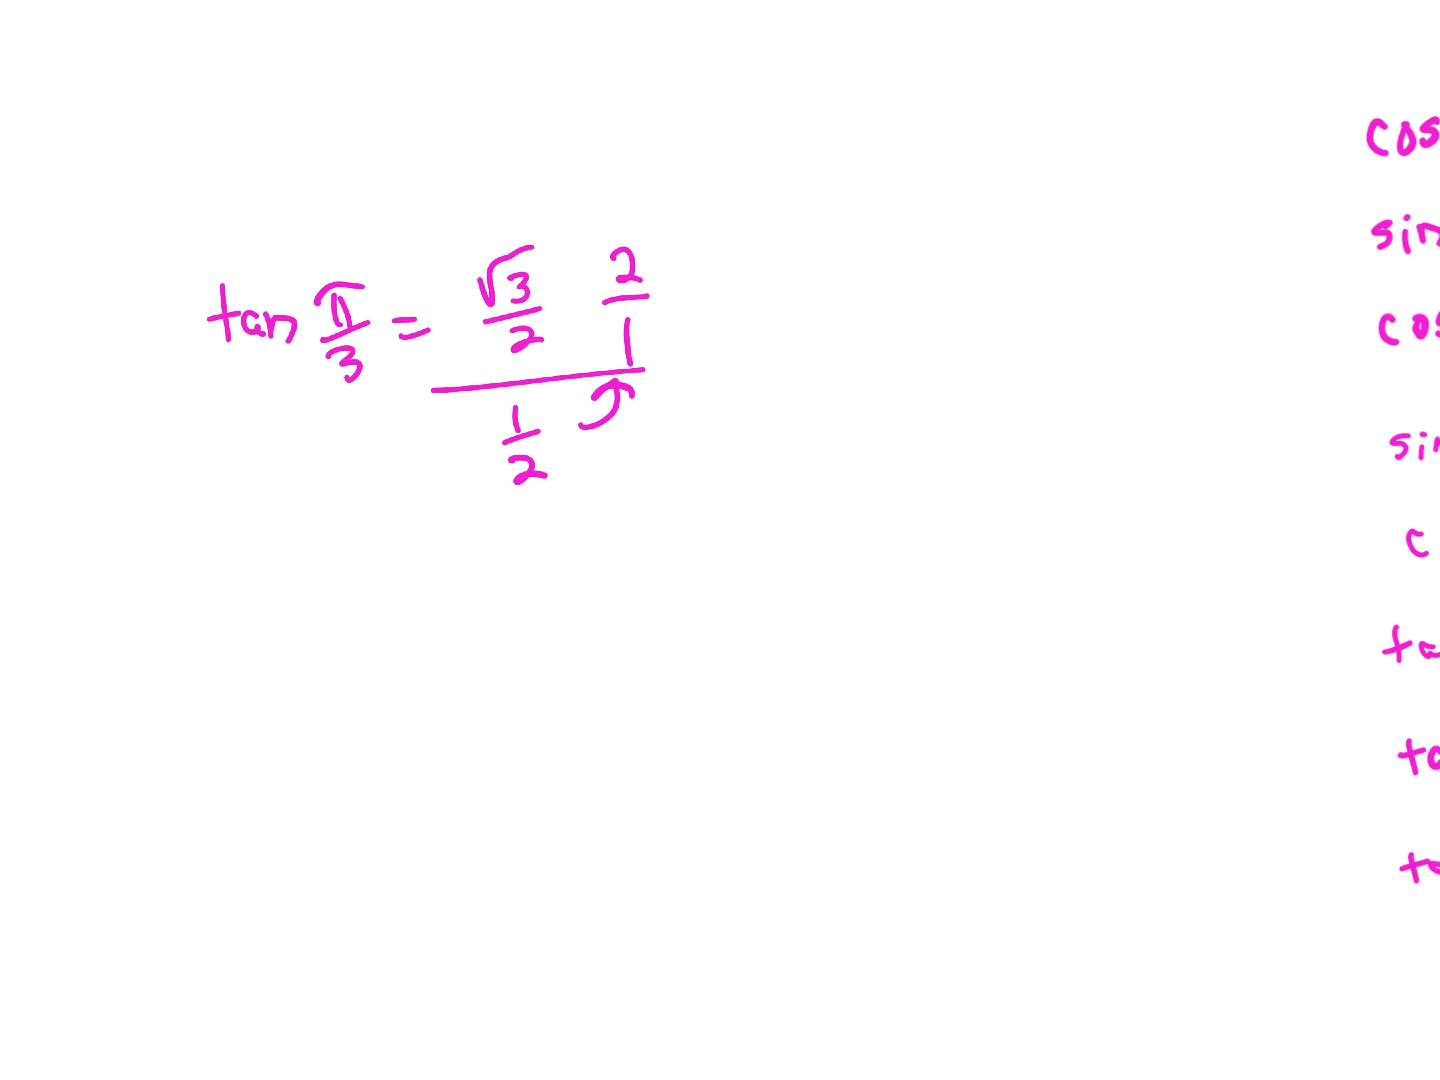 tan π/3 = √3/2 2/1
1/2
cos
sin
cos
sin
c
ta
ta
ta